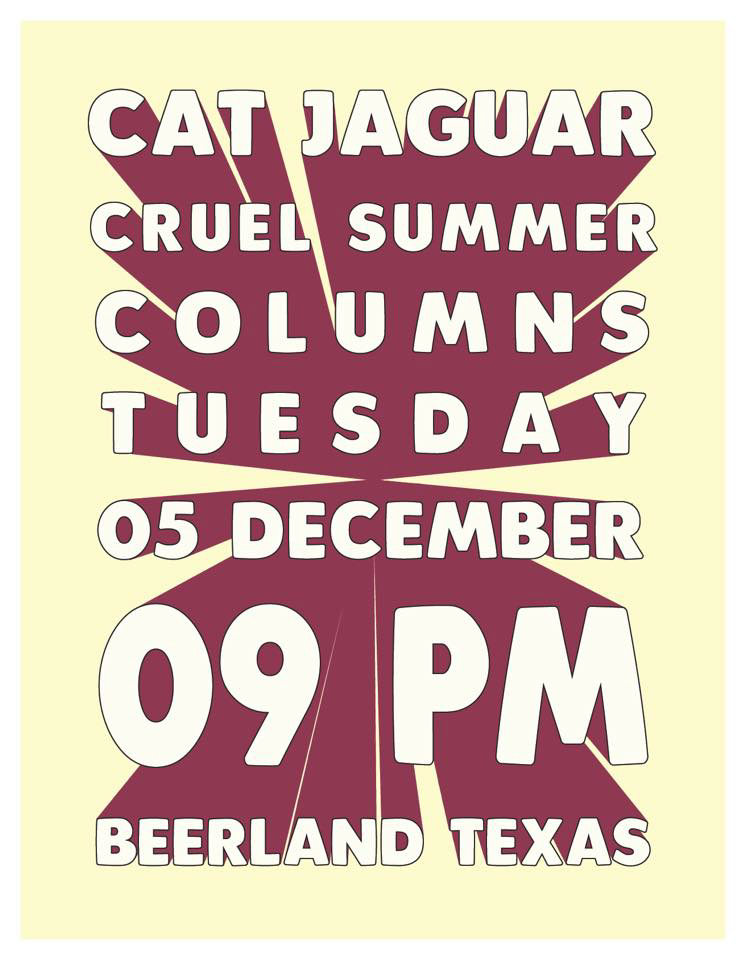 CAT JAGUAR
CRUEL SUMMER
COLUMNS
TUESDAY
05 DECEMBER
09 PM
BEERLAND TEXAS